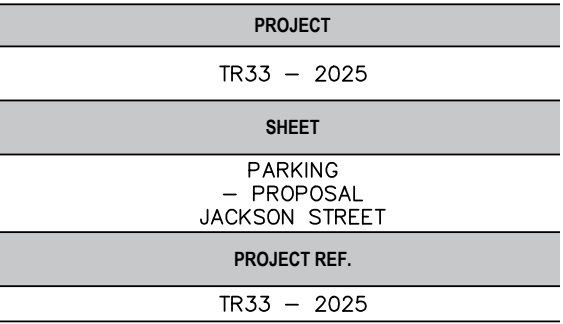 PROJECT
TR33 – 2025
SHEET
PARKING
– PROPOSAL
JACKSON STREET
PROJECT REF.
TR33 – 2025